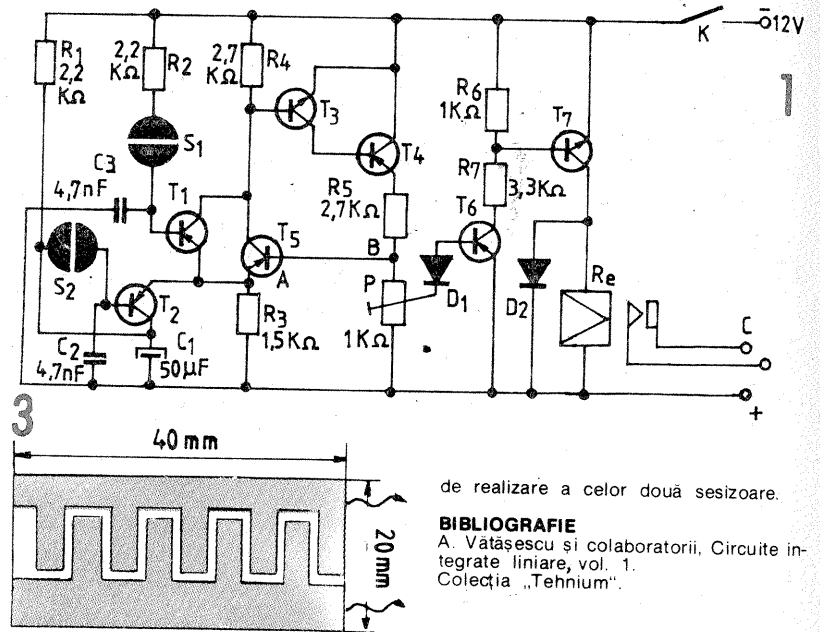 R1
2,2
KΩ
2,2
KΩ
R2
2,7
KΩ
R4
T3
T4
R6
1KΩ
T7
K
-
12V
1
S1
C3
4,7nF
T1
R5
2,7KΩ
R7
3,3KΩ
T6
T5
B
A
S2
T2
R3
1,5KΩ
P
1KΩ
D1
D2
Re
C
C2
4,7nF
C1
50µF
+
3
40 mm
20 mm
de realizare a celor două sesizoare.
BIBLIOGRAFIE
A. Vătășescu și colaboratorii, Circuite in-
tegrate liniare, vol. 1.
Colecția „Tehnium".